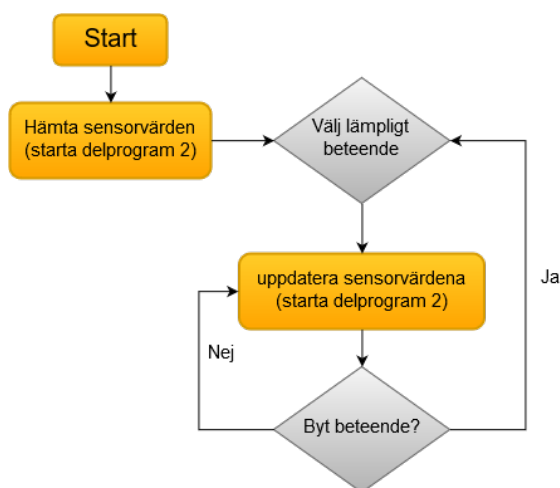 Start
Hämta sensorvärden
(starta delprogram 2)
Välj lämpligt
beteende
uppdatera sensorvärdena
(starta delprogram 2)
Ja
Nej
Byt beteende?